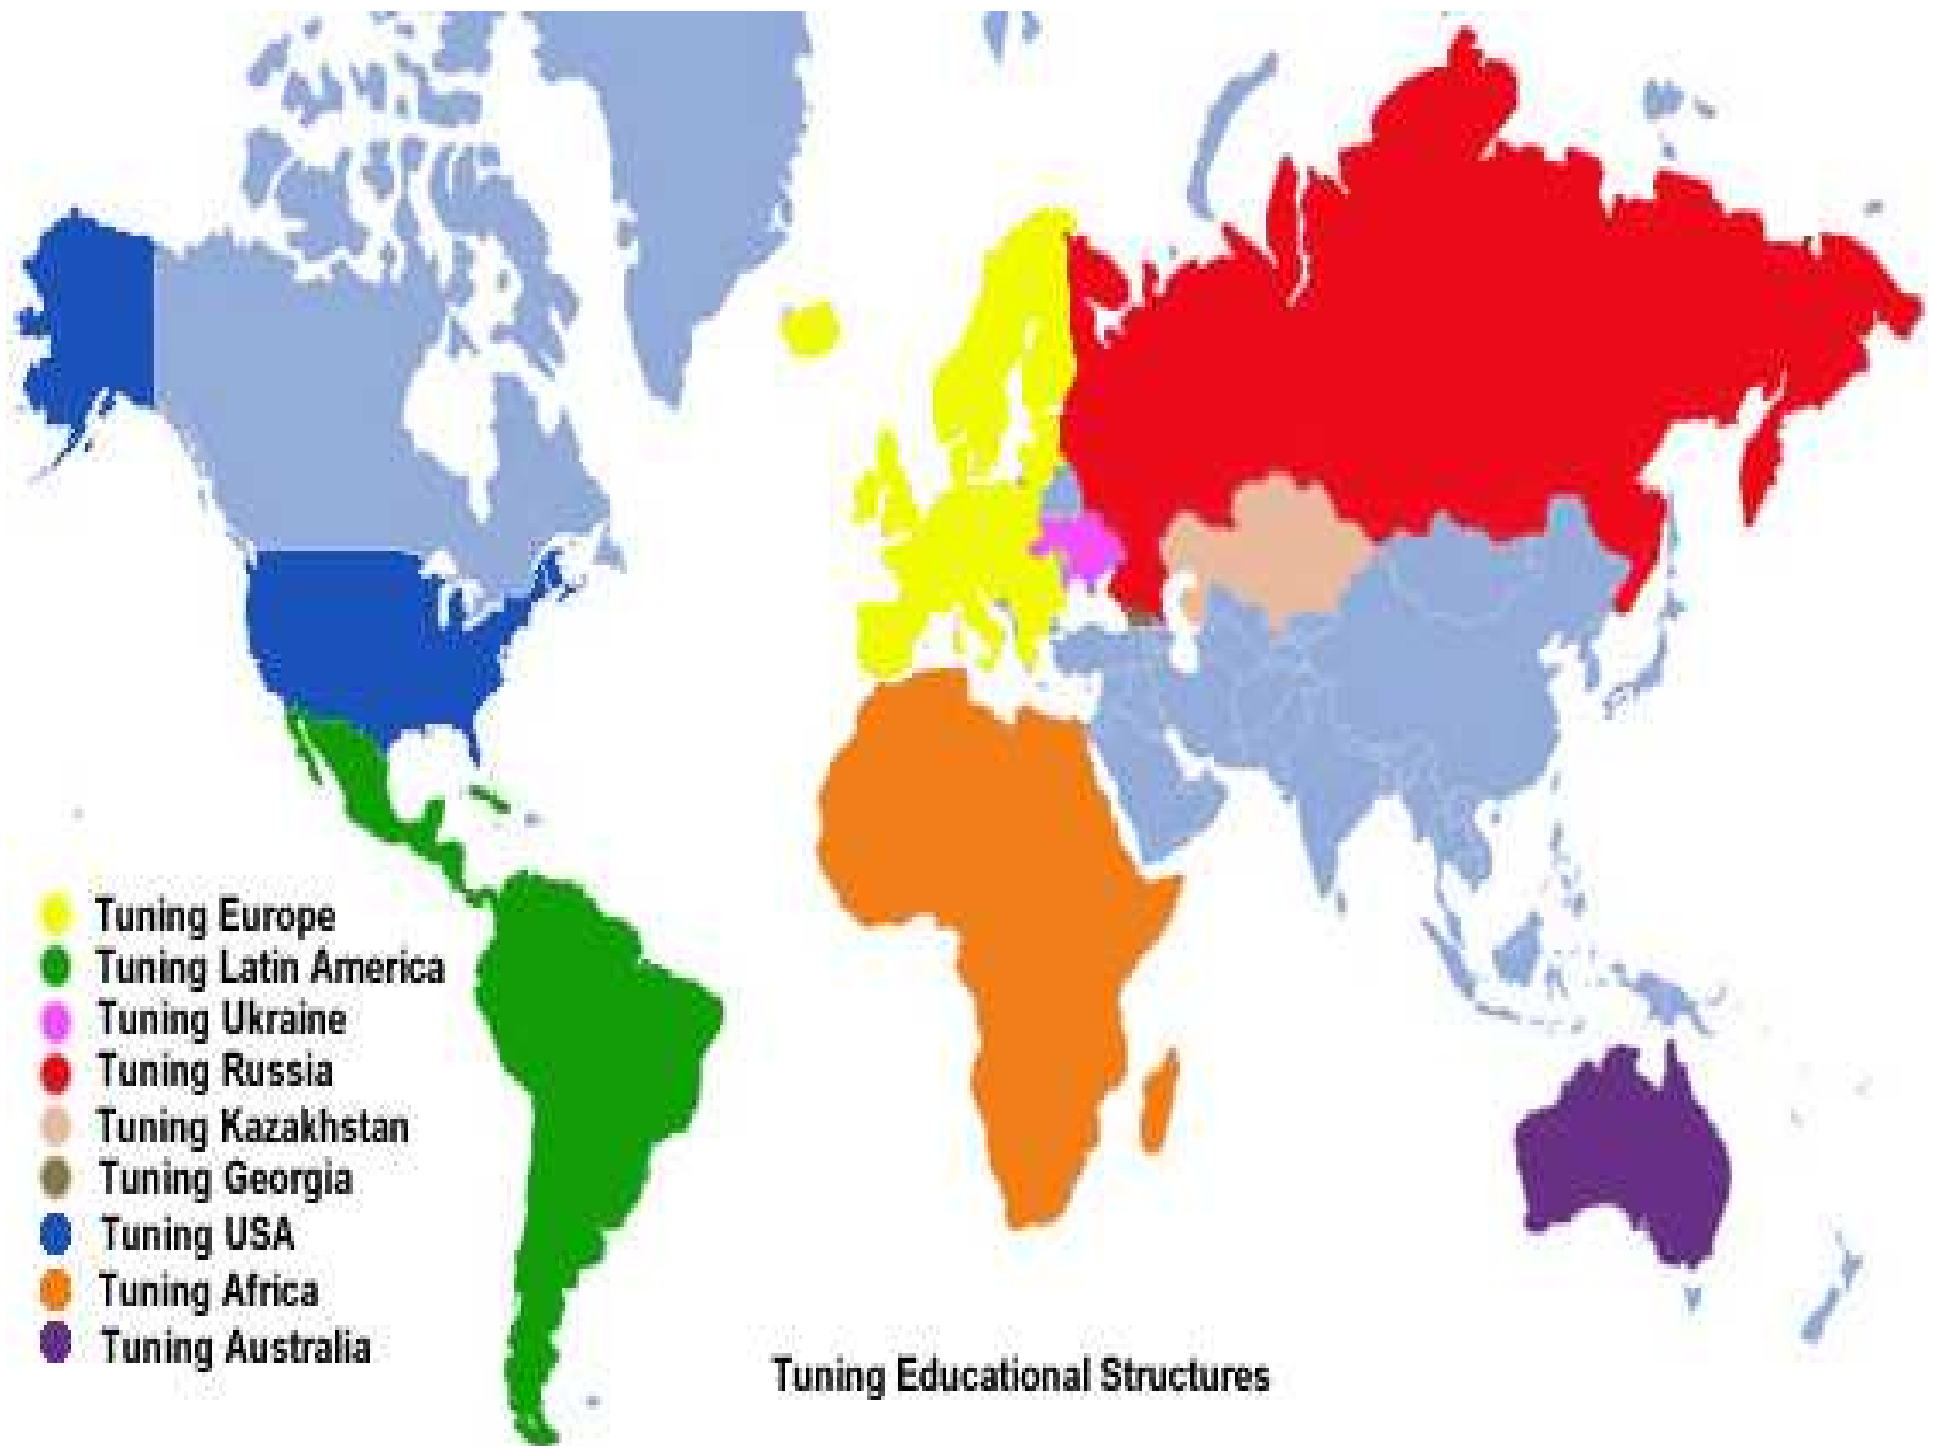 Tuning Europe
Tuning Latin America
Tuning Ukraine
Tuning Russia
Tuning Kazakhstan
Tuning Georgia
Tuning USA
Tuning Africa
Tuning Australia
Tuning Educational Structures